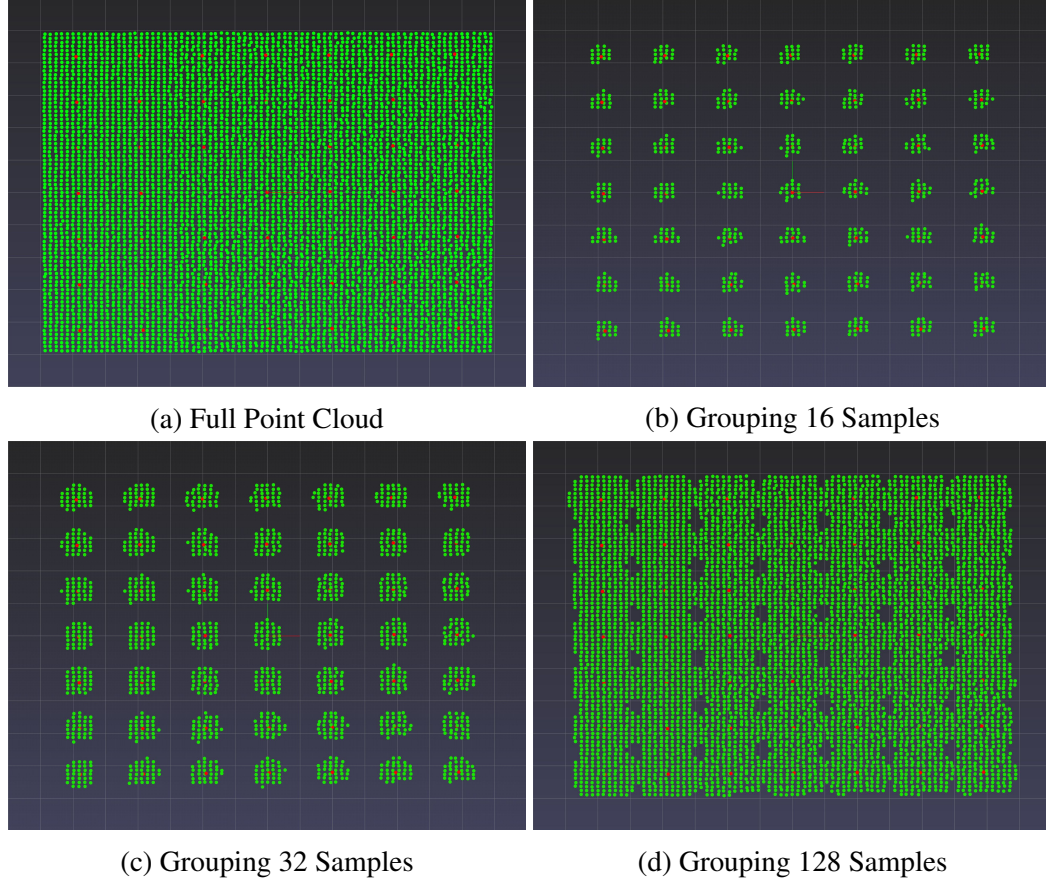 (a) Full Point Cloud
(b) Grouping 16 Samples
(c) Grouping 32 Samples
(d) Grouping 128 Samples